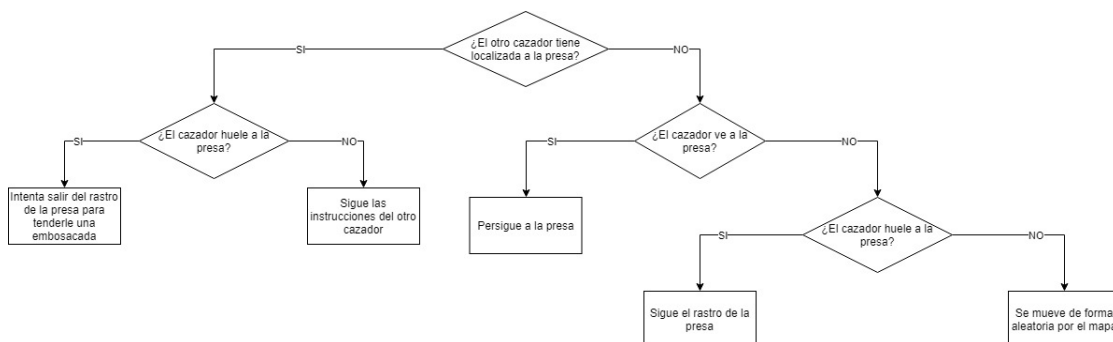 ¿El otro cazador tiene
localizada a la presa?
SI
NO
¿El cazador huele a la
presa?
¿El cazador ve a la
presa?
SI
NO
SI
NO
Intenta salir del rastro
de la presa para
tenderle una
embosacada
Sigue las
instrucciones del otro
cazador
Persigue a la presa
¿El cazador huele a la
presa?
SI
NO
Sigue el rastro de la
presa
Se mueve de forma
aleatoria por el mapa